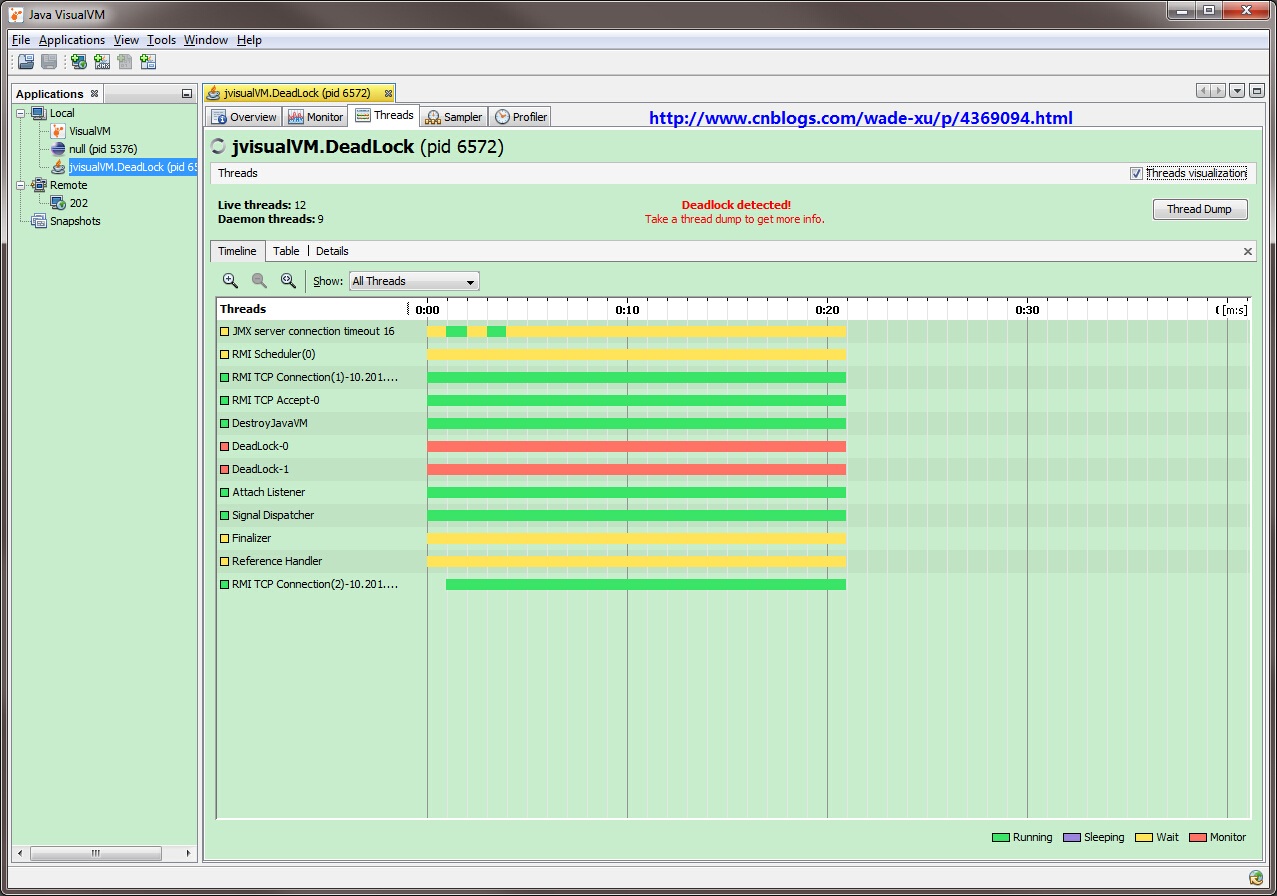 Java VisualVM
File Applications View Tools Window Help
Applications
Local
VisualVM
null (pid 5376)
jvisualVM.DeadLock (pid 65
Remote
202
Snapshots
jvisualVM.DeadLock (pid 6572)
Overview Monitor Threads Sampler Profiler
http://www.cnblogs.com/wade-xu/p/4369094.html
jvisualVM.DeadLock (pid 6572)
Threads
Threads visualization
Live threads: 12
Daemon threads: 9
Deadlock detected!
Take a thread dump to get more info.
Thread Dump
Timeline Table Details
Show: All Threads
Threads 0:00 0:10 0:20 0:30 [m:s]
JMX server connection timeout 16
RMI Scheduler(0)
RMI TCP Connection(1)-10.201....
RMI TCP Accept-0
DestroyJavaVM
DeadLock-0
DeadLock-1
Attach Listener
Signal Dispatcher
Finalizer
Reference Handler
RMI TCP Connection(2)-10.201....
Running Sleeping Wait Monitor